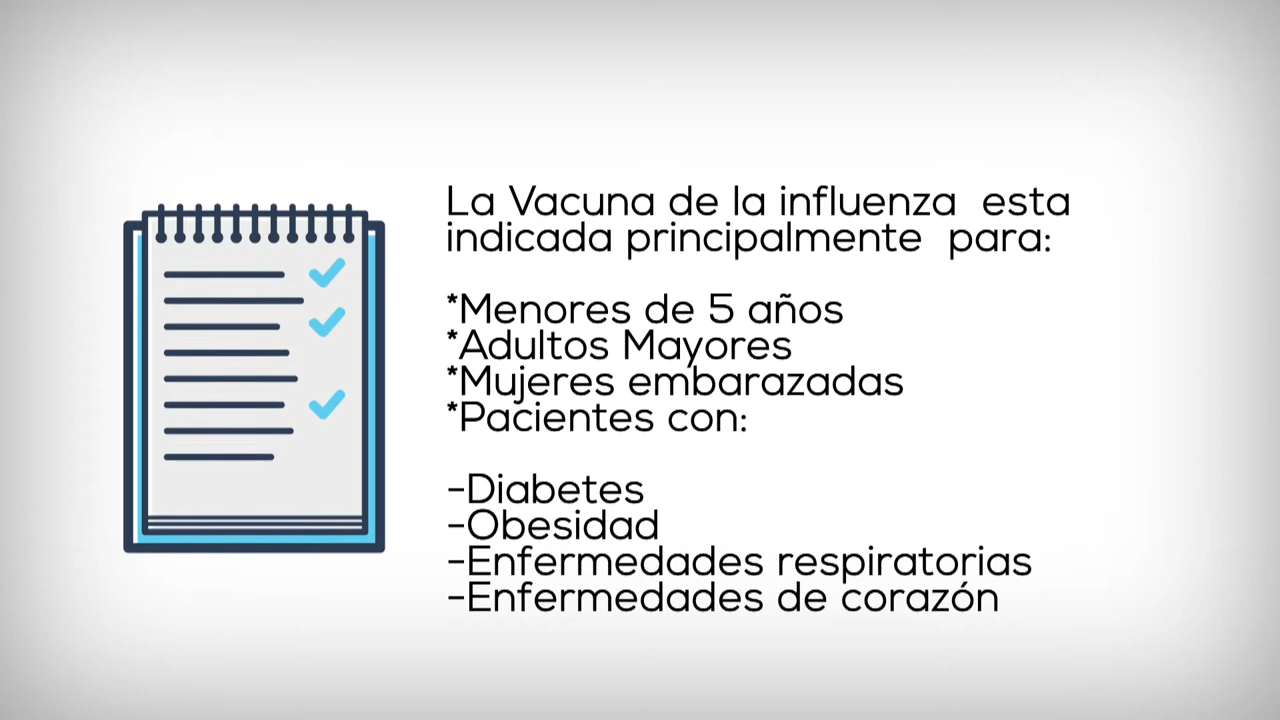 La Vacuna de la influenza  esta
indicada principalmente  para:
*Menores de 5 años
*Adultos Mayores
*Mujeres embarazadas
*Pacientes con:
-Diabetes
-Obesidad
-Enfermedades respiratorias
-Enfermedades de corazón